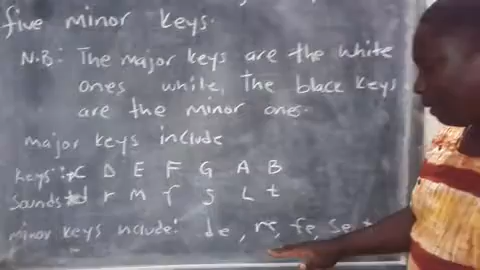 five minor keys.
N.B: The major keys are the white
ones while, The black keys
are the minor ones.
major keys include
Keys: C D E F G A B
Sounds: d r m f s L t
minor keys include: de, re, fe, se,